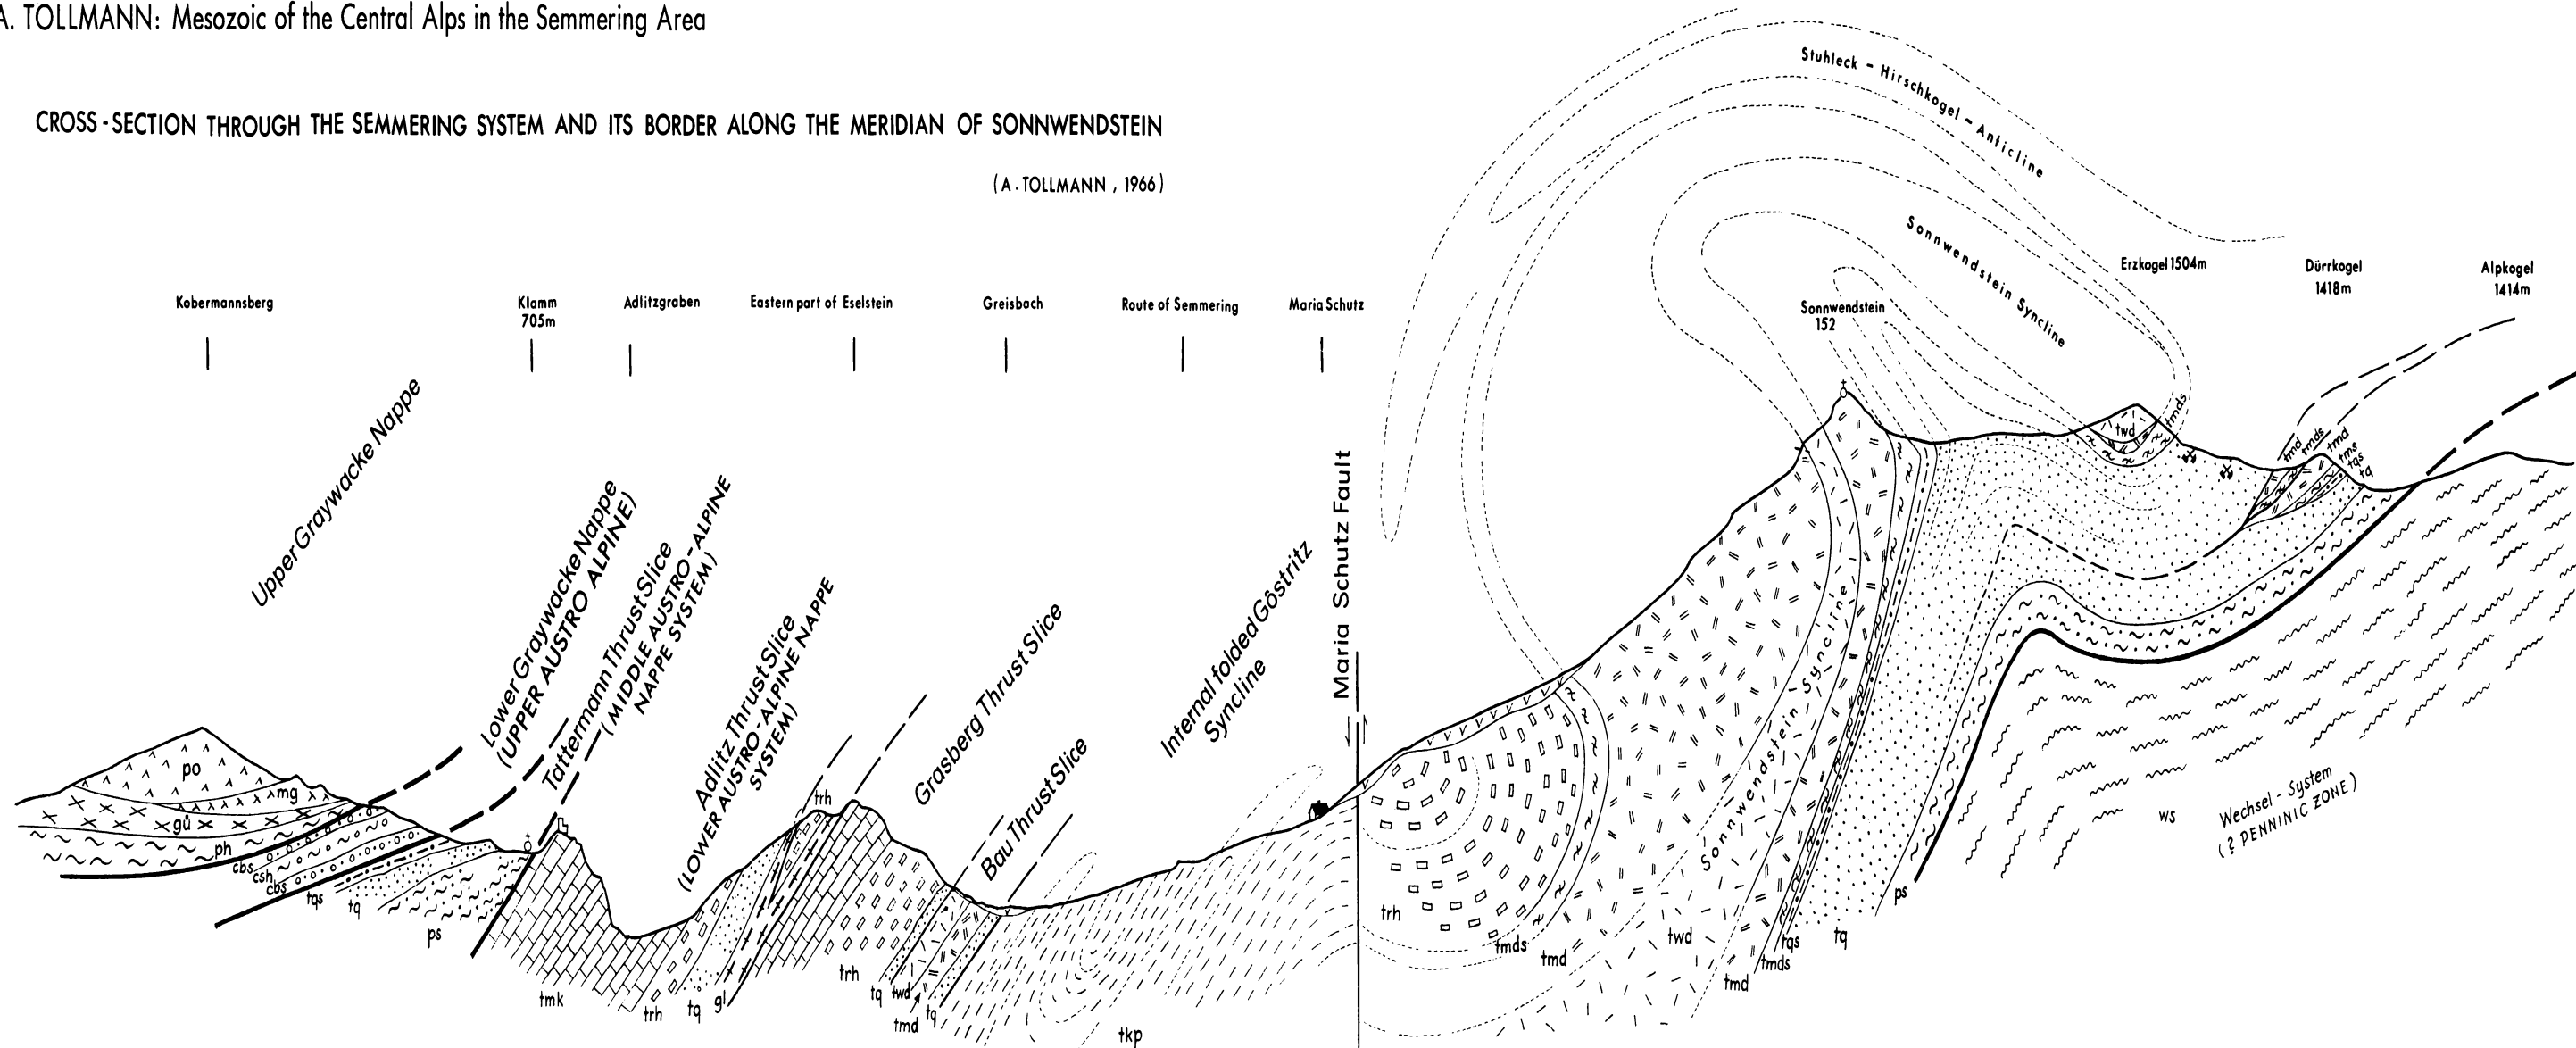 A. TOLLMANN: Mesozoic of the Central Alps in the Semmering Area
CROSS-SECTION THROUGH THE SEMMERING SYSTEM AND ITS BORDER ALONG THE MERIDIAN OF SONNWENDSTEIN
(A. TOLLMANN, 1966)
Stuhleck - Hirschkogel - Anticline
Sonnwendstein Syncline
Kobermannsberg
Klamm
705m
Adlitzgraben
Eastern part of Eselstein
Greisbach
Route of Semmering
Maria Schutz
Sonnwendstein
152
Erzkogel 1504m
Dürrkogel
1418m
Alpkogel
1414m
Upper Graywacke Nappe
Lower Graywacke Nappe
(UPPER AUSTRO ALPINE)
Tattermann Thrust Slice
(MIDDLE AUSTRO-ALPINE
NAPPE SYSTEM)
Adlitz Thrust Slice
(LOWER AUSTRO-ALPINE NAPPE
SYSTEM)
Grasberg Thrust Slice
Bau Thrust Slice
Internal folded Göstritz
Syncline
Maria Schutz Fault
Sonnwendstein - Syncline
Wechsel - System
(? PENNINIC ZONE)
po
mg
gü
ph
cbs
csh
cbs
tqs
tq
ps
tmk
trh
tq
gl
trh
trh
tq
twd
tmd
tq
tkp
trh
tmds
tmd
twd
tmd
tmds
tqs
tq
ps
ws
twd
tmds
tmd
tmds
tmd
tms
tqs
tq